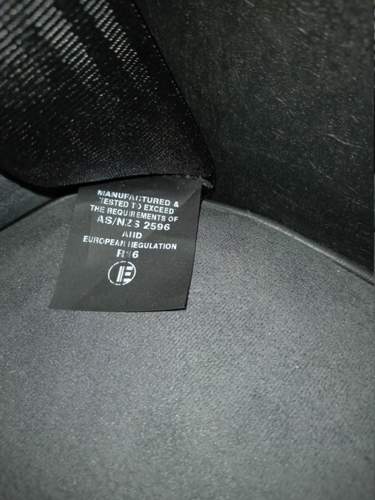 MANUFACTURED &
TESTED TO EXCEED
THE REQUIREMENTS OF
AS/NZS 2596
AND
EUROPEAN REGULATION
R16
E